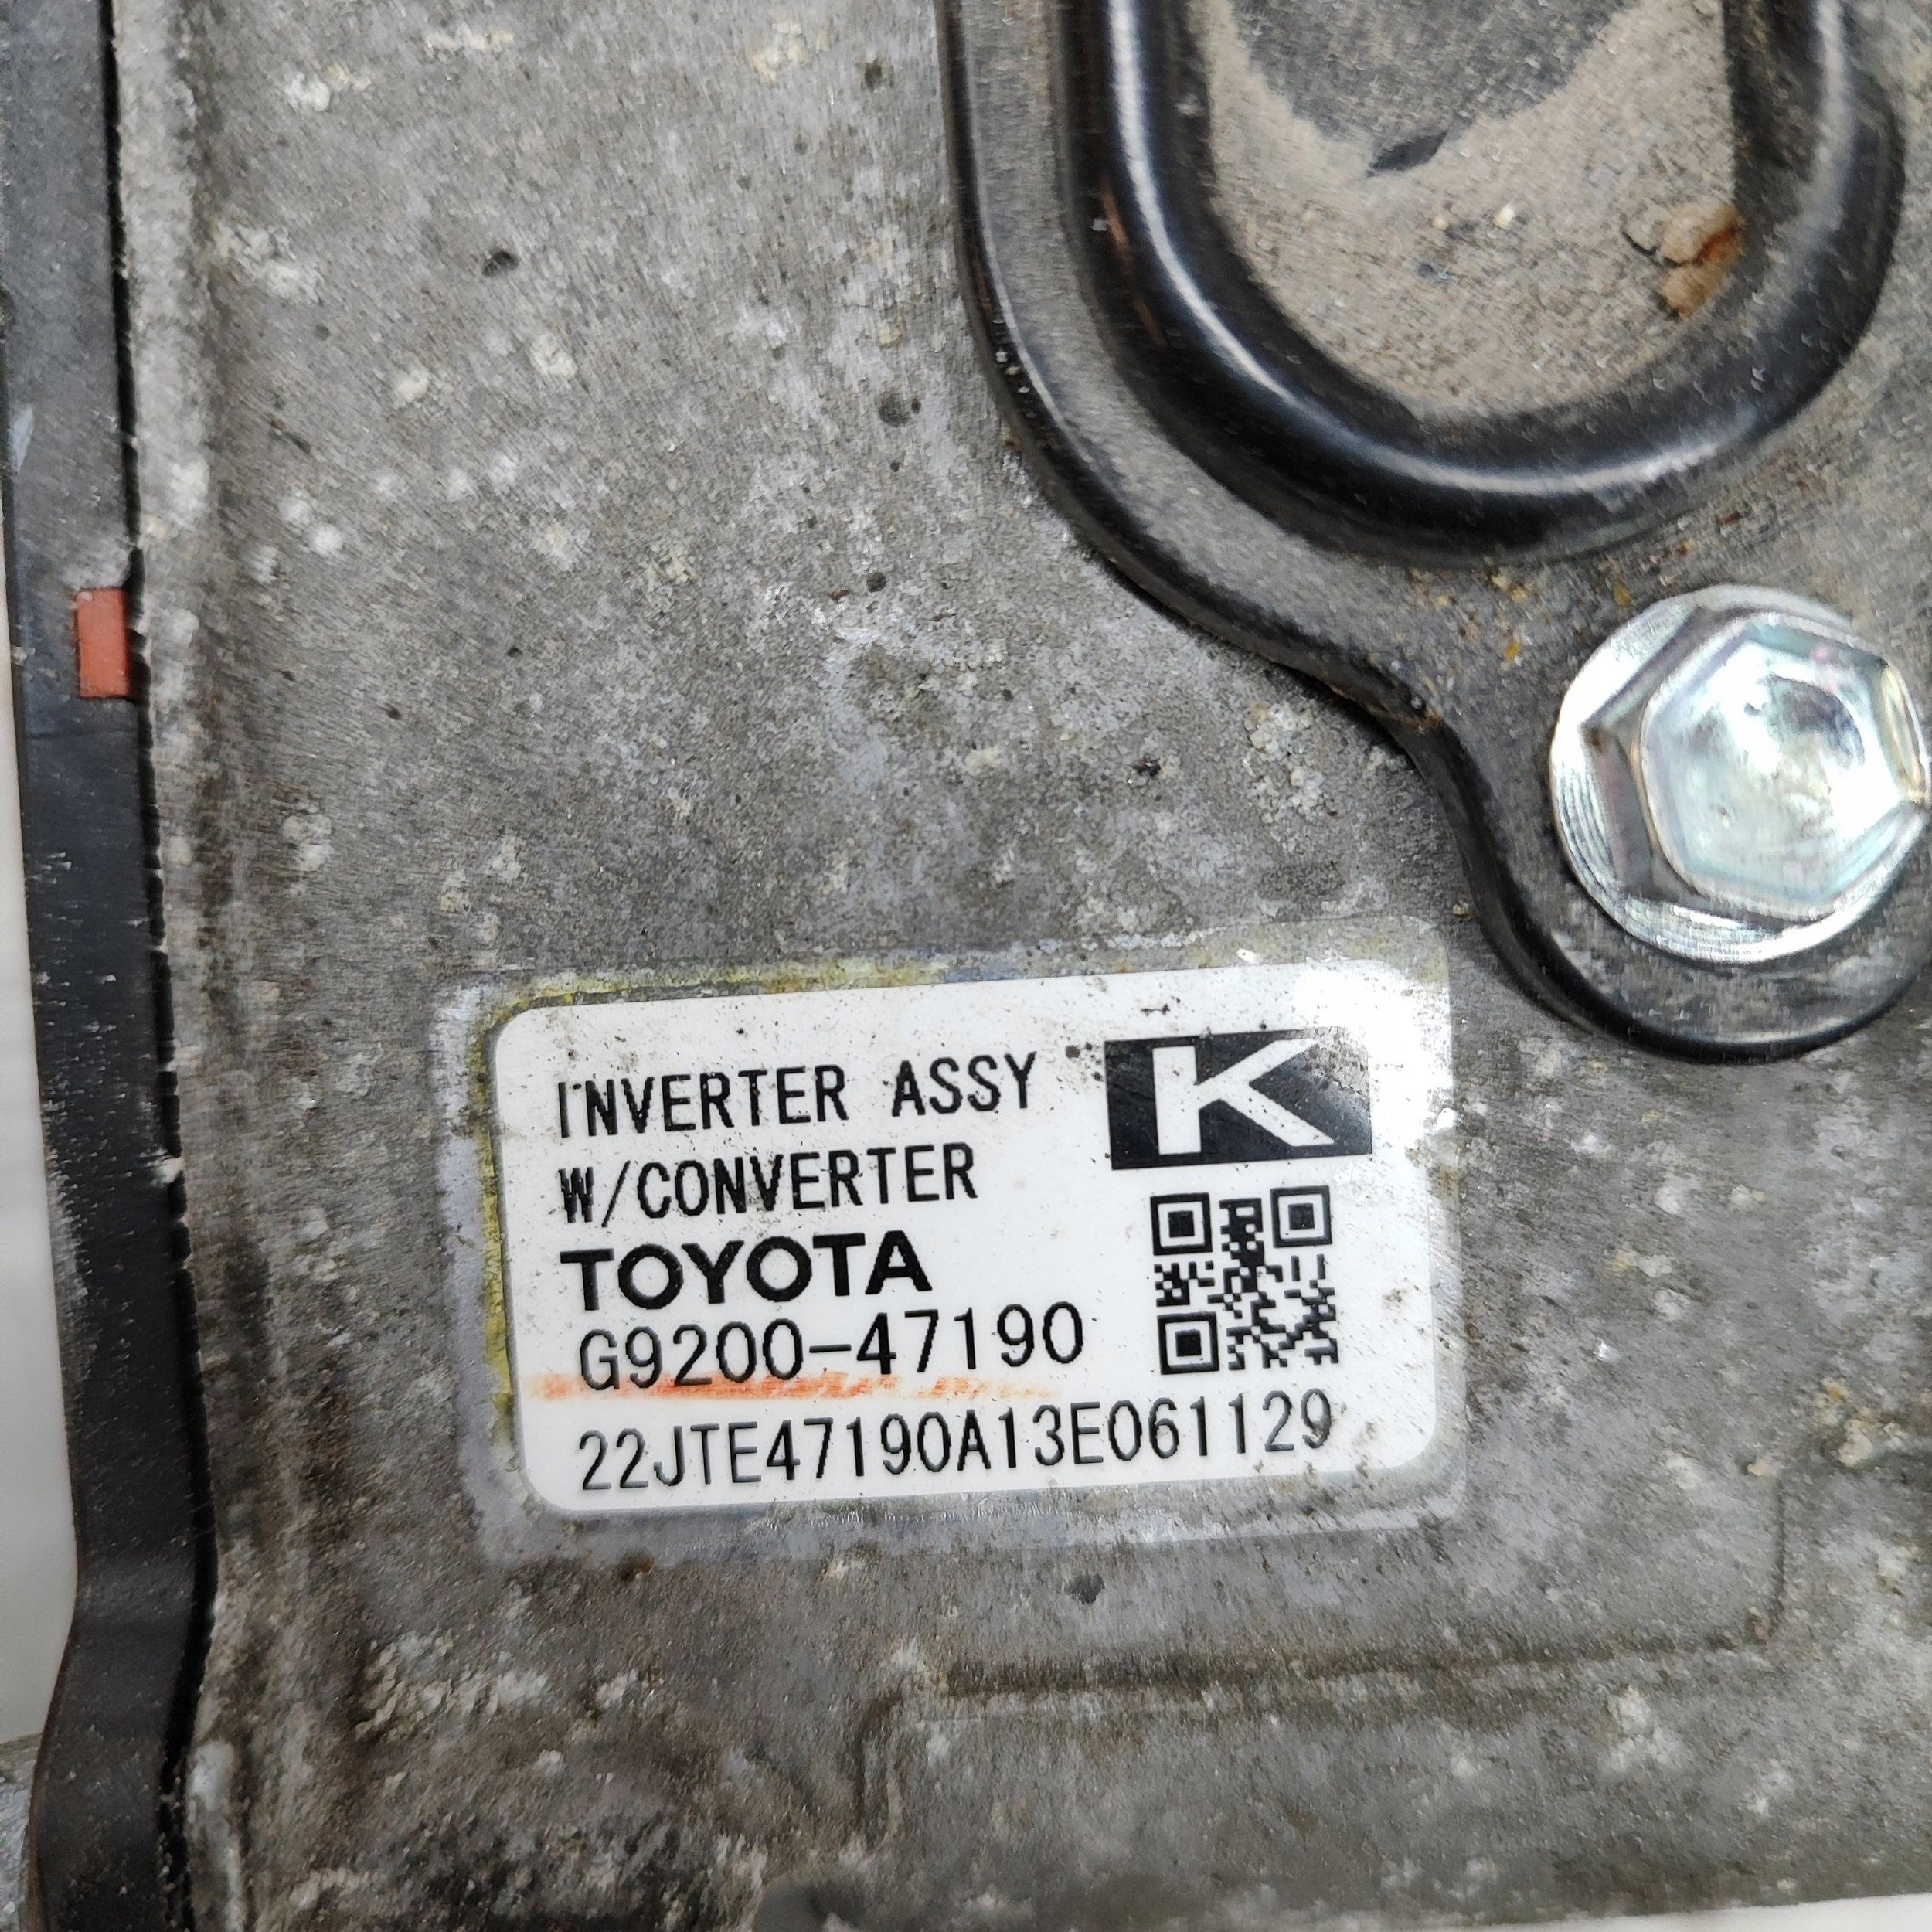 INVERTER ASSY
K
W/CONVERTER
TOYOTA
G9200-47190
22JTE47190A13E061129